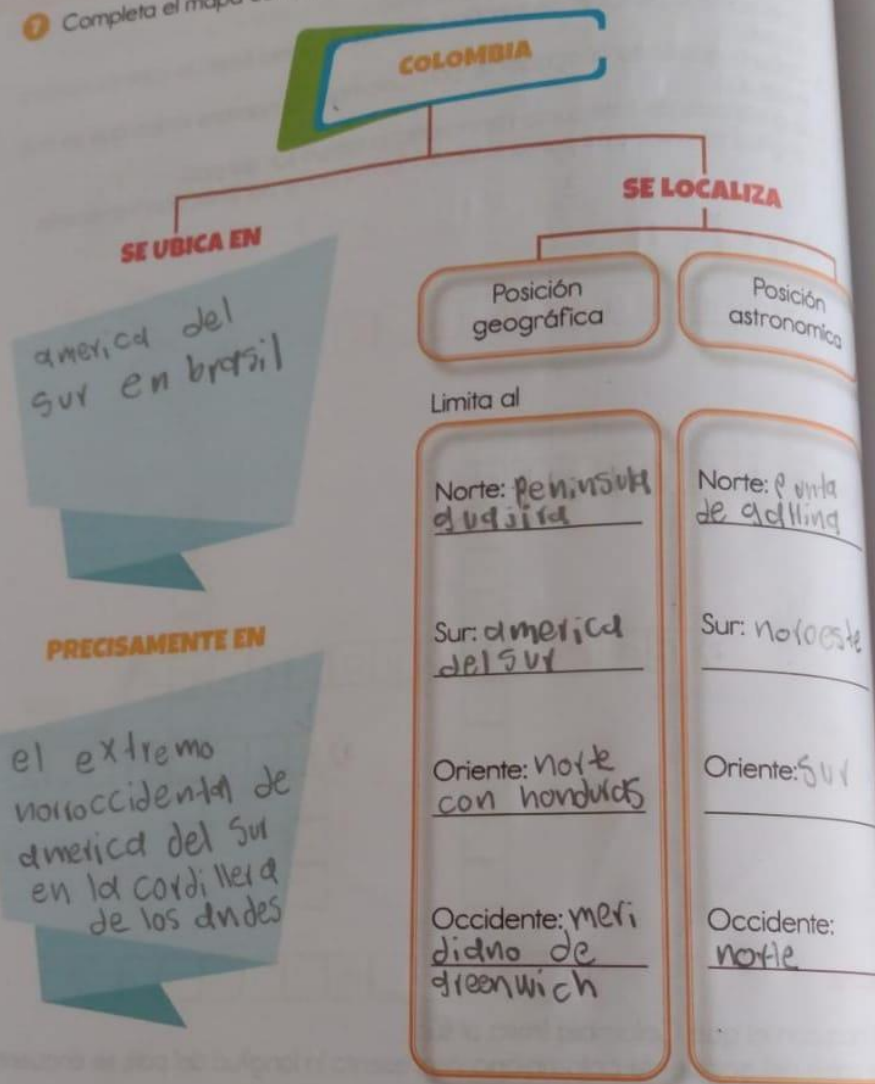 7 Completa el mapa
COLOMBIA
SE UBICA EN
america del
sur en brasil
PRECISAMENTE EN
el extremo
noroccidental de
america del sur
en la cordillera
de los andes
SE LOCALIZA
Posición
geográfica
Limita al
Norte: peninsula
guajira
Sur: america
del sur
Oriente: norte
con honduras
Occidente: meri
diano de
greenwich
Posición
astronomica
Norte: punta
de gallina
Sur: noroeste
Oriente: sur
Occidente:
norte